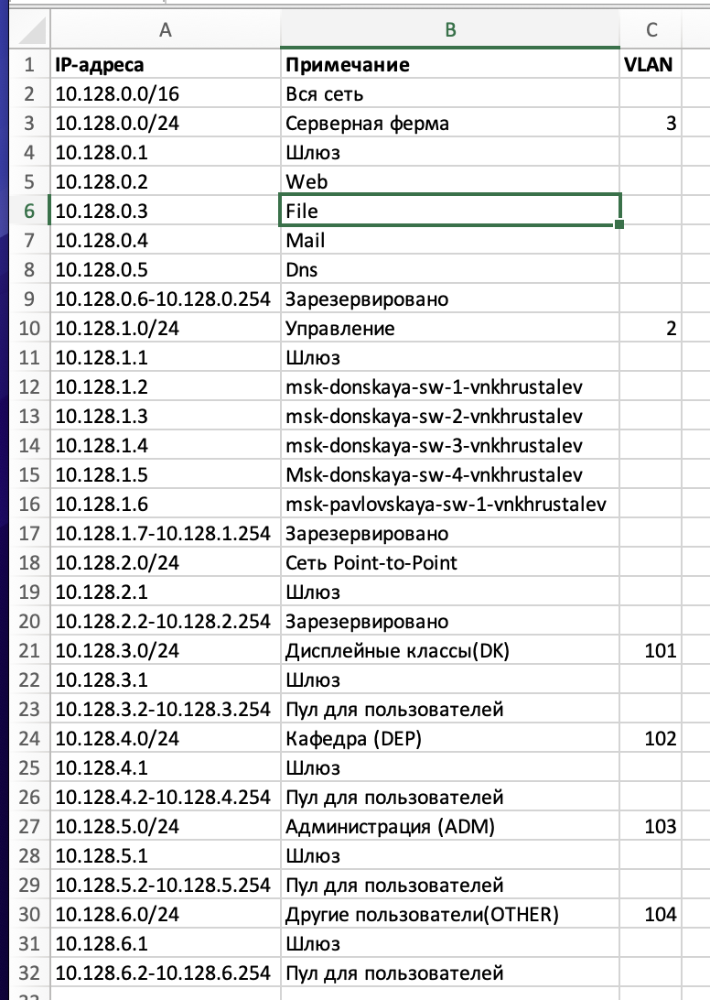 A B C
1 IP-адреса Примечание VLAN
2 10.128.0.0/16 Вся сеть
3 10.128.0.0/24 Серверная ферма 3
4 10.128.0.1 Шлюз
5 10.128.0.2 Web
6 10.128.0.3 File
7 10.128.0.4 Mail
8 10.128.0.5 Dns
9 10.128.0.6-10.128.0.254 Зарезервировано
10 10.128.1.0/24 Управление 2
11 10.128.1.1 Шлюз
12 10.128.1.2 msk-donskaya-sw-1-vnkhrustalev
13 10.128.1.3 msk-donskaya-sw-2-vnkhrustalev
14 10.128.1.4 msk-donskaya-sw-3-vnkhrustalev
15 10.128.1.5 Msk-donskaya-sw-4-vnkhrustalev
16 10.128.1.6 msk-pavlovskaya-sw-1-vnkhrustalev
17 10.128.1.7-10.128.1.254 Зарезервировано
18 10.128.2.0/24 Сеть Point-to-Point
19 10.128.2.1 Шлюз
20 10.128.2.2-10.128.2.254 Зарезервировано
21 10.128.3.0/24 Дисплейные классы(DK) 101
22 10.128.3.1 Шлюз
23 10.128.3.2-10.128.3.254 Пул для пользователей
24 10.128.4.0/24 Кафедра (DEP) 102
25 10.128.4.1 Шлюз
26 10.128.4.2-10.128.4.254 Пул для пользователей
27 10.128.5.0/24 Администрация (ADM) 103
28 10.128.5.1 Шлюз
29 10.128.5.2-10.128.5.254 Пул для пользователей
30 10.128.6.0/24 Другие пользователи(OTHER) 104
31 10.128.6.1 Шлюз
32 10.128.6.2-10.128.6.254 Пул для пользователей